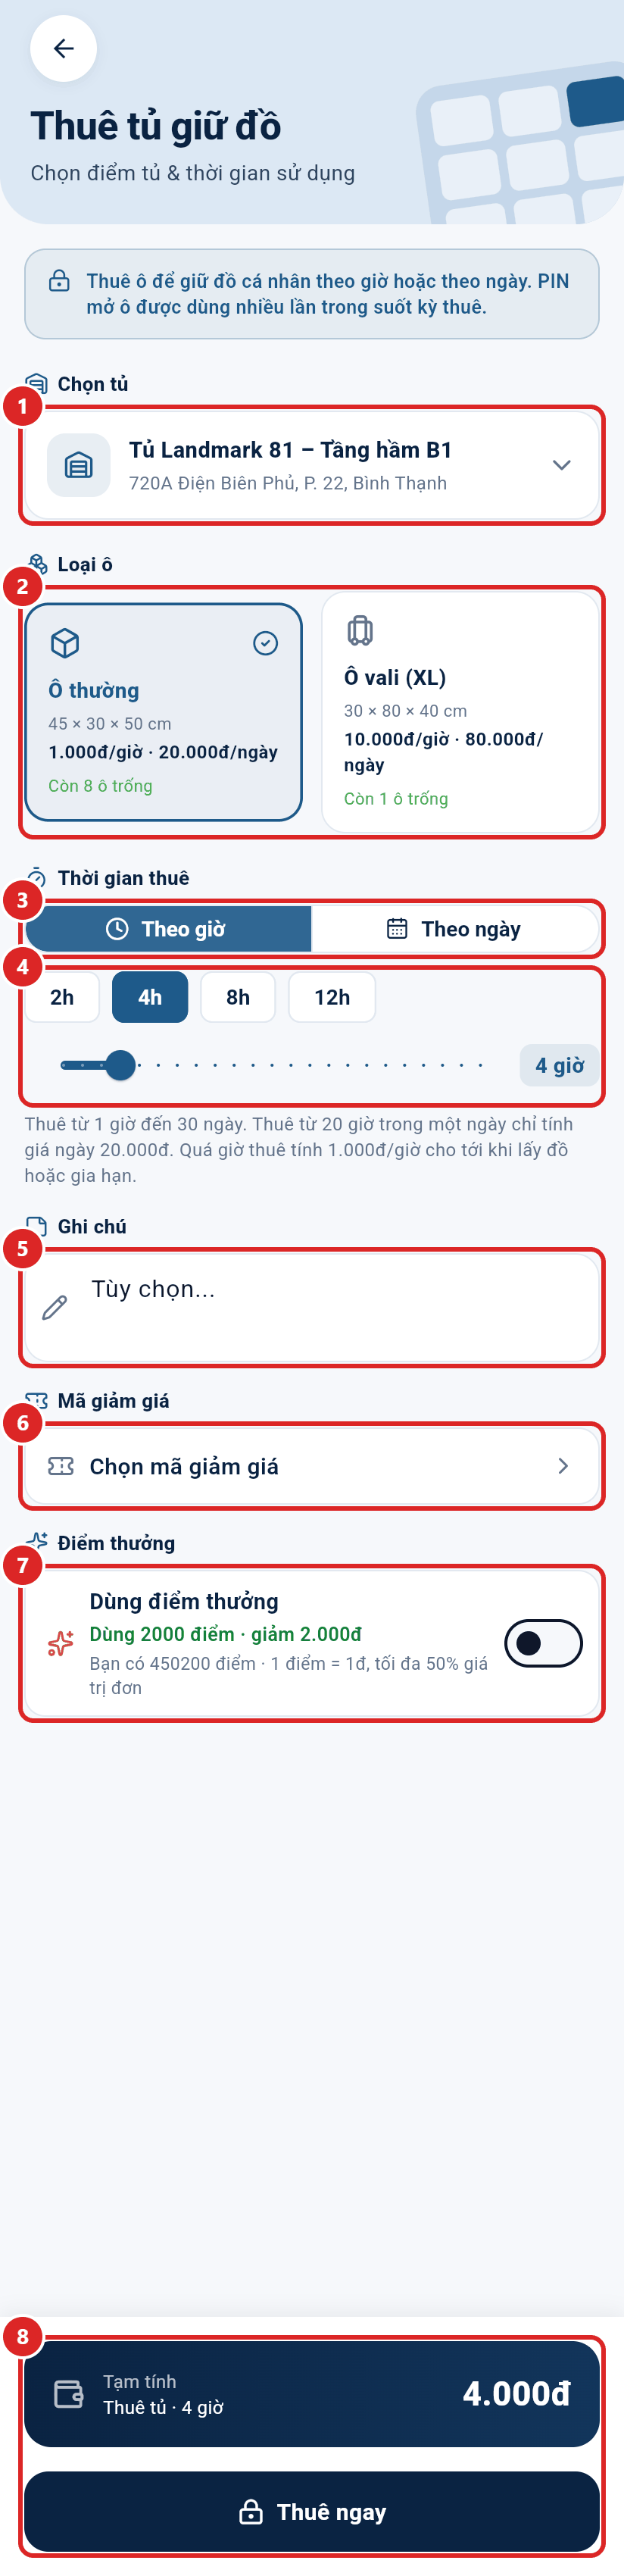 Thuê tủ giữ đồ
Chọn điểm tủ & thời gian sử dụng
Thuê ô để giữ đồ cá nhân theo giờ hoặc theo ngày. PIN
mở ô được dùng nhiều lần trong suốt kỳ thuê.
Chọn tủ
1
Tủ Landmark 81 – Tầng hầm B1
720A Điện Biên Phủ, P. 22, Bình Thạnh
Loại ô
2
Ô thường
45 × 30 × 50 cm
1.000đ/giờ · 20.000đ/ngày
Còn 8 ô trống
Ô vali (XL)
30 × 80 × 40 cm
10.000đ/giờ · 80.000đ/
ngày
Còn 1 ô trống
Thời gian thuê
3
Theo giờ
Theo ngày
4
2h
4h
8h
12h
4 giờ
Thuê từ 1 giờ đến 30 ngày. Thuê từ 20 giờ trong một ngày chỉ tính
giá ngày 20.000đ. Quá giờ thuê tính 1.000đ/giờ cho tới khi lấy đồ
hoặc gia hạn.
Ghi chú
5
Tùy chọn...
Mã giảm giá
6
Chọn mã giảm giá
Điểm thưởng
7
Dùng điểm thưởng
Dùng 2000 điểm · giảm 2.000đ
Bạn có 450200 điểm · 1 điểm = 1đ, tối đa 50% giá
trị đơn
8
Tạm tính
Thuê tủ · 4 giờ
4.000đ
Thuê ngay